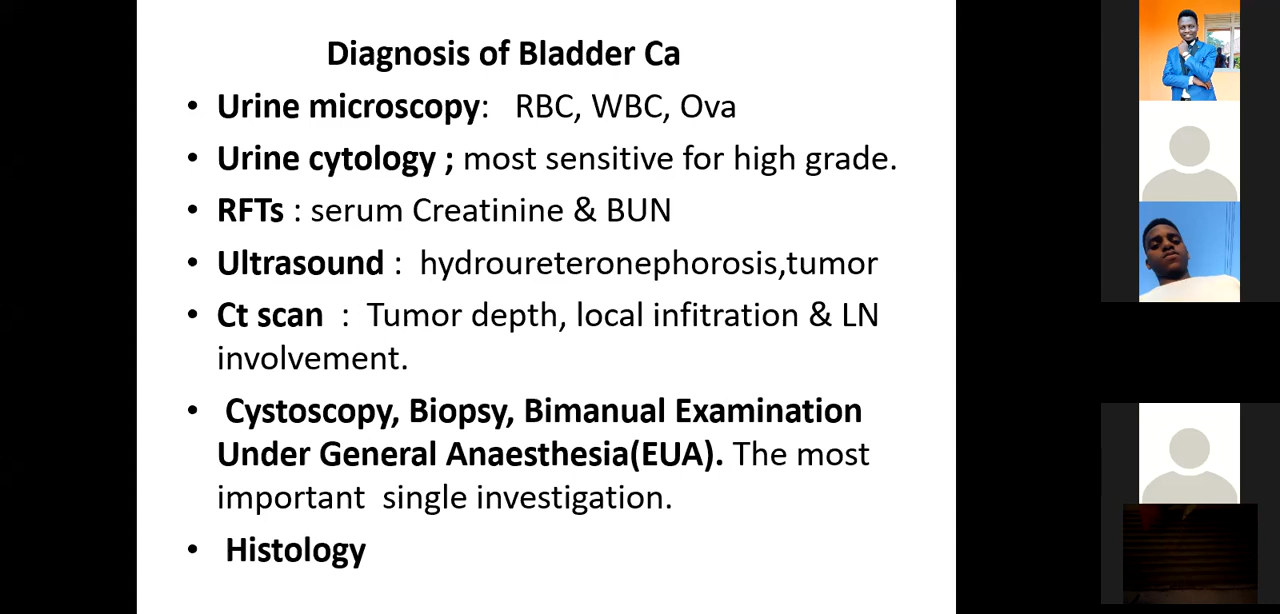 Diagnosis of Bladder Ca
• Urine microscopy: RBC, WBC, Ova
• Urine cytology ; most sensitive for high grade.
• RFTs : serum Creatinine & BUN
• Ultrasound : hydroureteronephorosis,tumor
• Ct scan : Tumor depth, local infitration & LN
involvement.
• Cystoscopy, Biopsy, Bimanual Examination
Under General Anaesthesia(EUA). The most
important single investigation.
• Histology